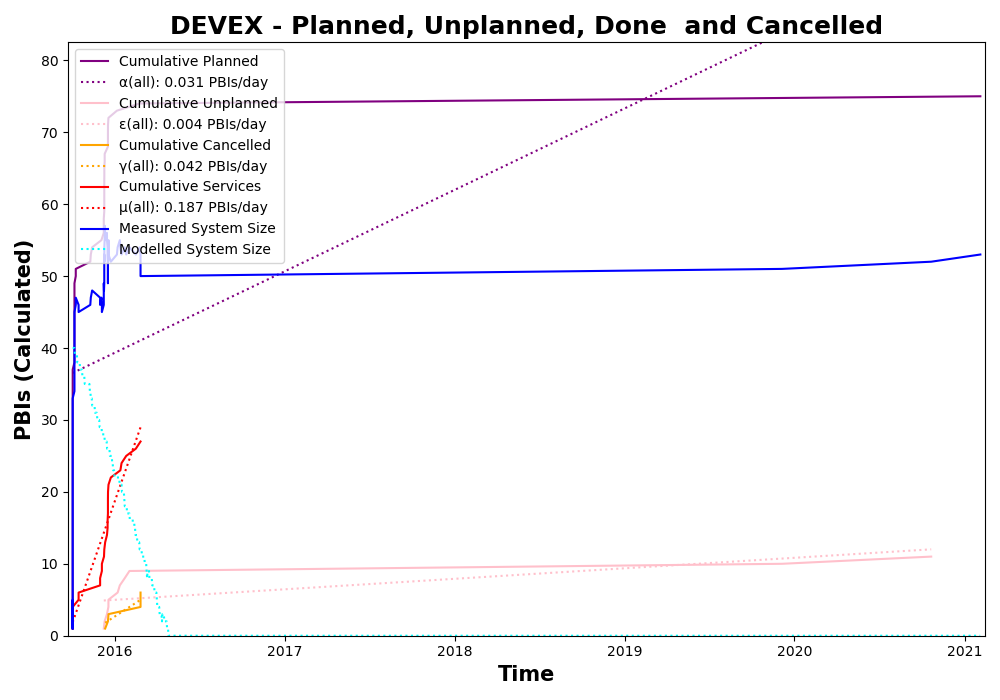 DEVEX - Planned, Unplanned, Done  and Cancelled
PBIs (Calculated)
80
70
60
50
40
30
20
10
0
Cumulative Planned
α(all): 0.031 PBIs/day
Cumulative Unplanned
ε(all): 0.004 PBIs/day
Cumulative Cancelled
γ(all): 0.042 PBIs/day
Cumulative Services
μ(all): 0.187 PBIs/day
Measured System Size
Modelled System Size
2016
2017
2018
2019
2020
2021
Time